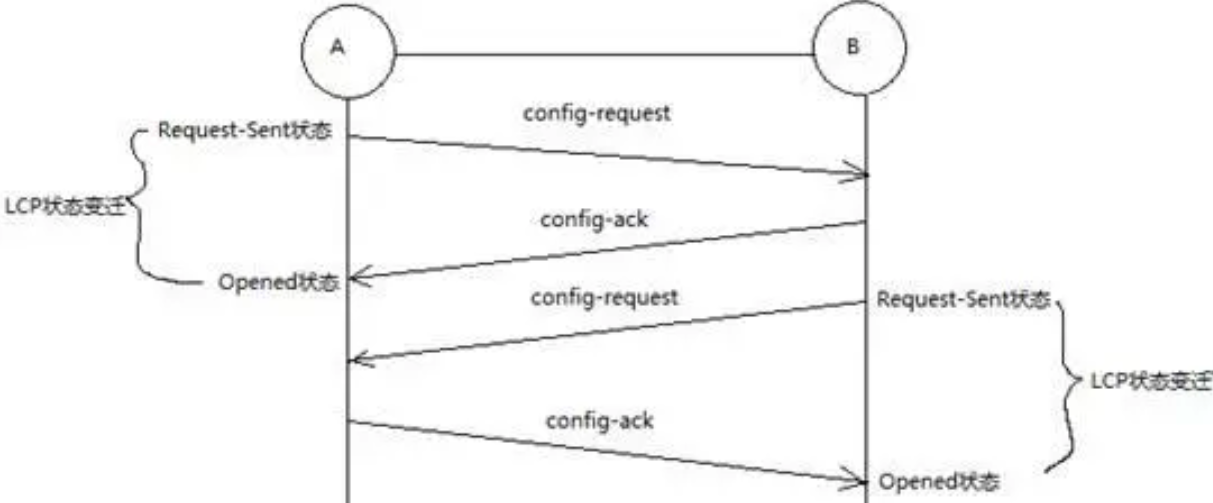 A
B
config-request
Request-Sent状态
LCP状态变迁
config-ack
Opened状态
config-request
Request-Sent状态
LCP状态变迁
config-ack
Opened状态